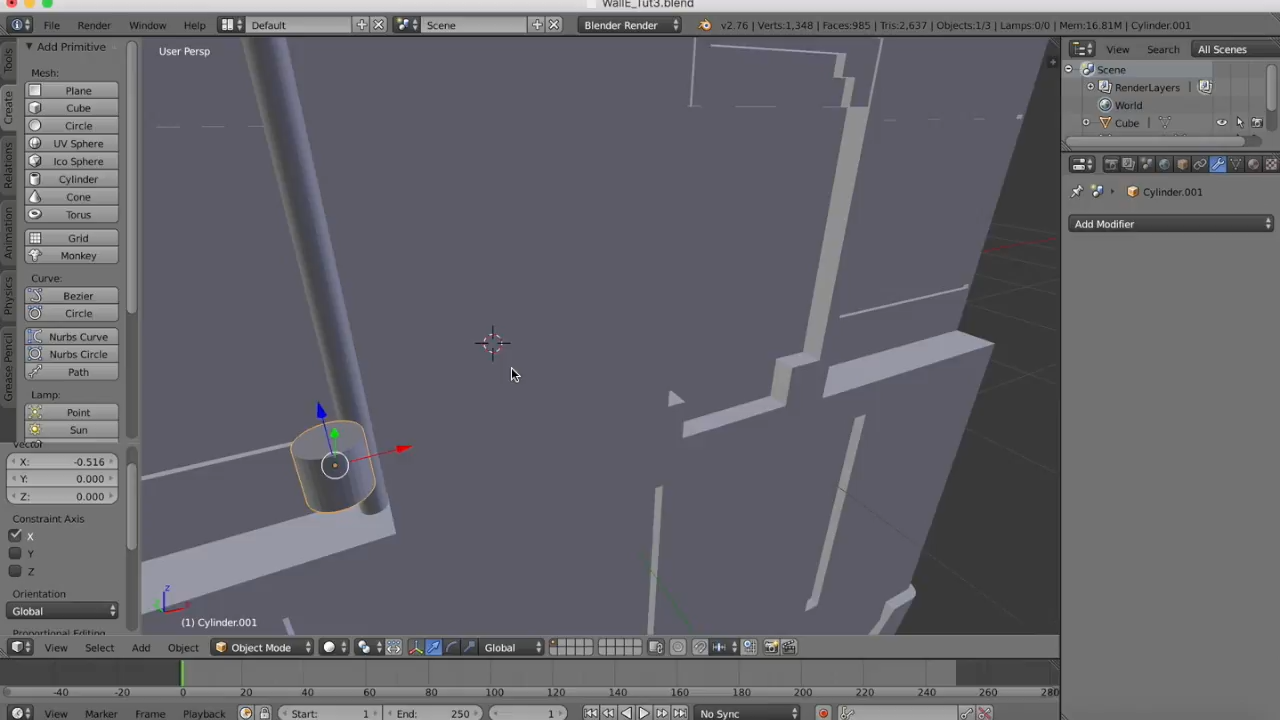 WallE_Tut3.blend
File Render Window Help Default Scene Blender Render v2.76 | Verts:1,348 | Faces:985 | Tris:2,637 | Objects:1/3 | Lamps:0/0 | Mem:16.81M | Cylinder.001
Add Primitive
Mesh:
Plane
Cube
Circle
UV Sphere
Ico Sphere
Cylinder
Cone
Torus
Grid
Monkey
Curve:
Bezier
Circle
Nurbs Curve
Nurbs Circle
Path
Lamp:
Point
Sun
Tools
Create
Relations
Animation
Physics
Grease Pencil
Vector
X: -0.516
Y: 0.000
Z: 0.000
Constraint Axis
X
Y
Z
Orientation
Global
User Persp
z
(1) Cylinder.001
View Search All Scenes
Scene
RenderLayers
World
Cube
Cylinder.001
Add Modifier
View Select Add Object Object Mode Global
-40 -20 0 20 40 60 80 100 120 140 160 180 200 220 240 260 280
View Marker Frame Playback Start: 1 End: 250 1 No Sync